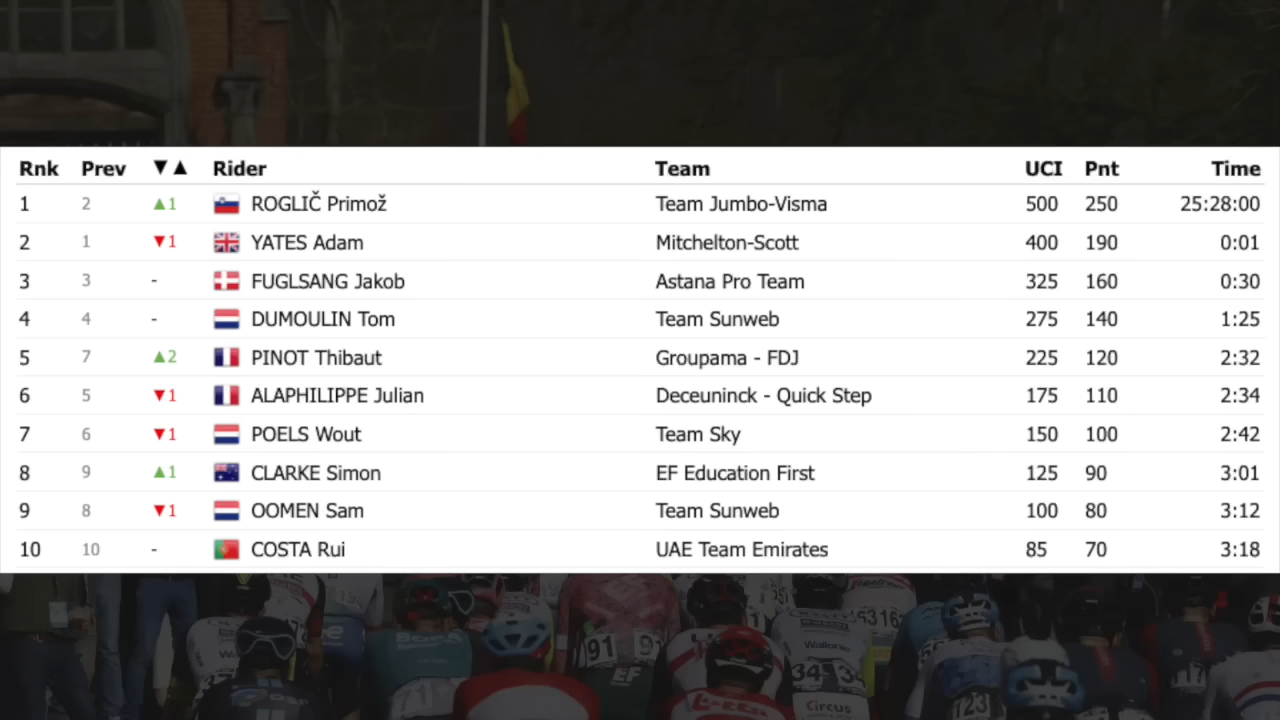 Rnk Prev ▼▲ Rider Team UCI Pnt Time
1 2 ▲1 ROGLIČ Primož Team Jumbo-Visma 500 250 25:28:00
2 1 ▼1 YATES Adam Mitchelton-Scott 400 190 0:01
3 3 - FUGLSANG Jakob Astana Pro Team 325 160 0:30
4 4 - DUMOULIN Tom Team Sunweb 275 140 1:25
5 7 ▲2 PINOT Thibaut Groupama - FDJ 225 120 2:32
6 5 ▼1 ALAPHILIPPE Julian Deceuninck - Quick Step 175 110 2:34
7 6 ▼1 POELS Wout Team Sky 150 100 2:42
8 9 ▲1 CLARKE Simon EF Education First 125 90 3:01
9 8 ▼1 OOMEN Sam Team Sunweb 100 80 3:12
10 10 - COSTA Rui UAE Team Emirates 85 70 3:18
91
EF
Wallonie
34
Circus
123